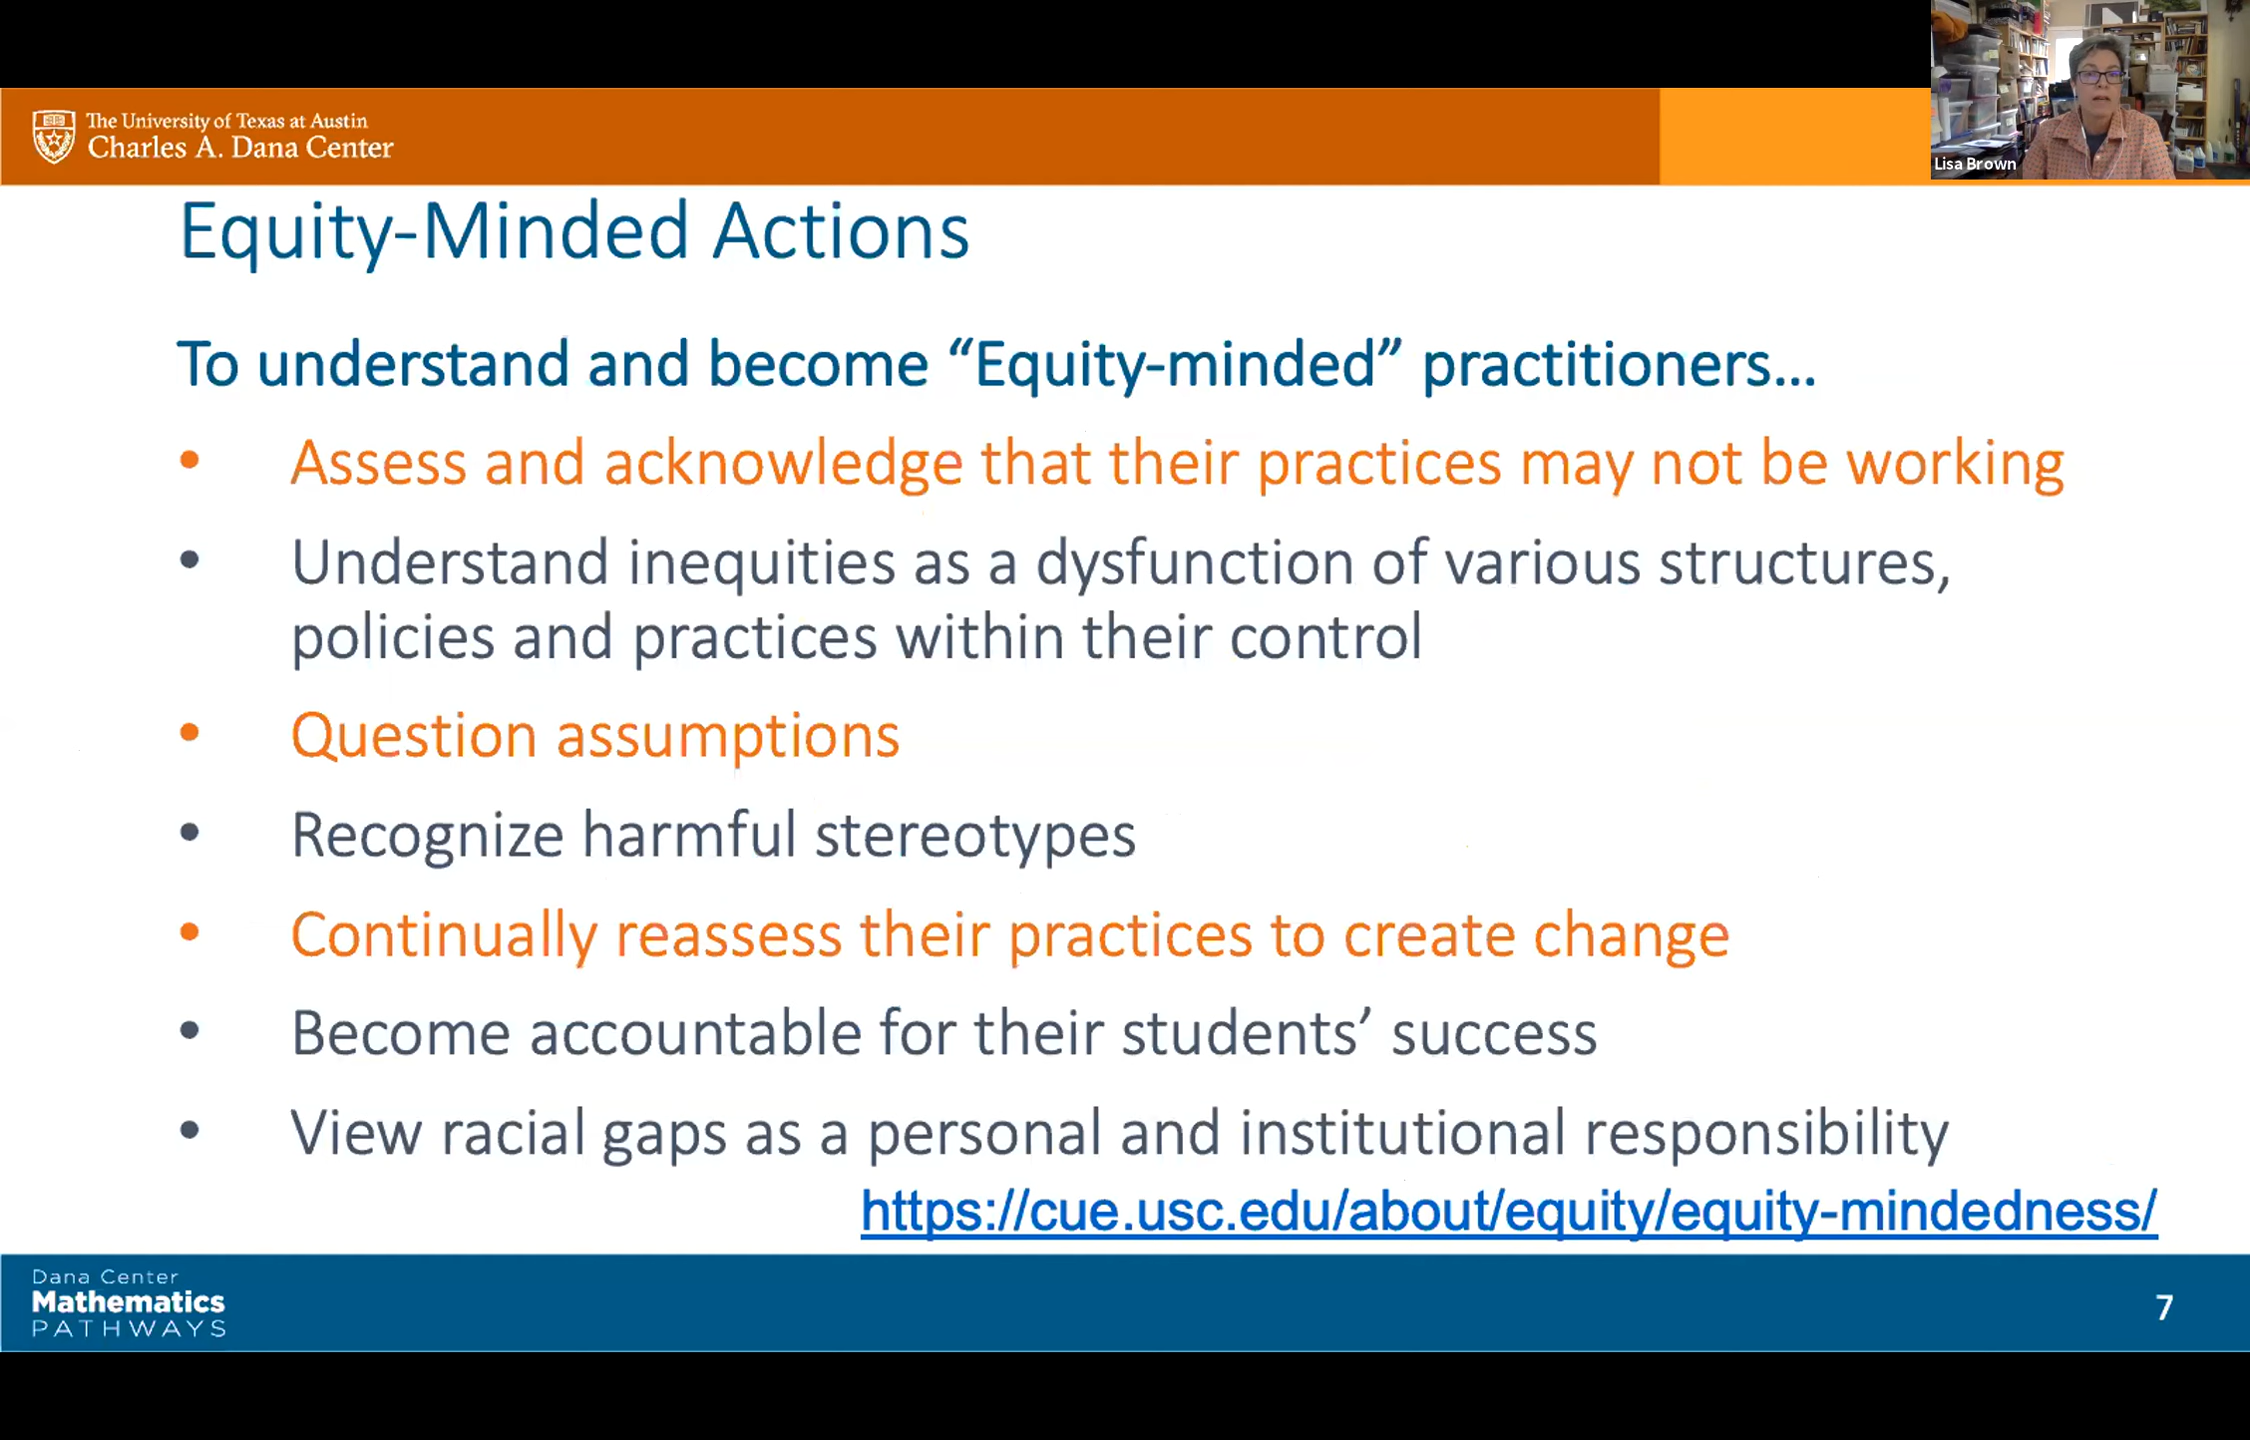 The University of Texas at Austin
Charles A. Dana Center
Lisa Brown
Equity-Minded Actions
To understand and become “Equity-minded” practitioners...
• Assess and acknowledge that their practices may not be working
• Understand inequities as a dysfunction of various structures,
policies and practices within their control
• Question assumptions
• Recognize harmful stereotypes
• Continually reassess their practices to create change
• Become accountable for their students’ success
• View racial gaps as a personal and institutional responsibility
https://cue.usc.edu/about/equity/equity-mindedness/
Dana Center
Mathematics
PATHWAYS
7